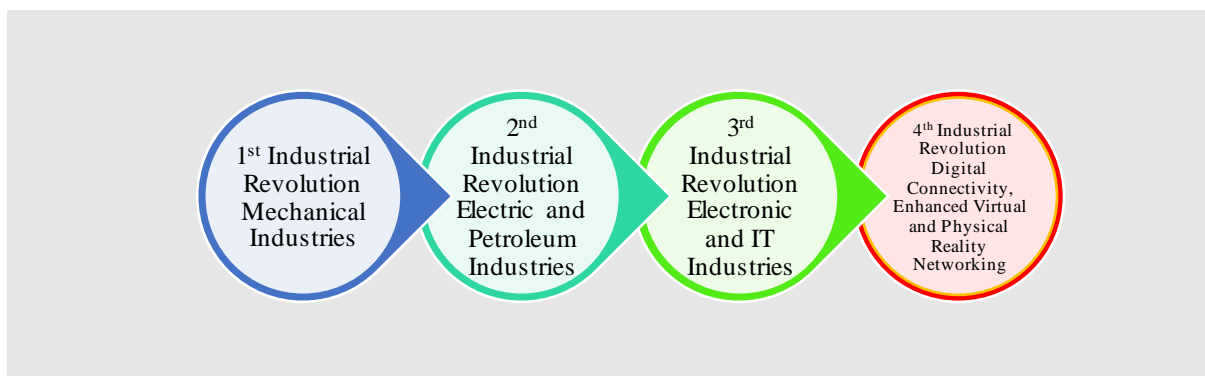 1st Industrial
Revolution
Mechanical
Industries
2nd
Industrial
Revolution
Electric and
Petroleum
Industries
3rd
Industrial
Revolution
Electronic
and IT
Industries
4th Industrial
Revolution
Digital
Connectivity,
Enhanced Virtual
and Physical
Reality
Networking